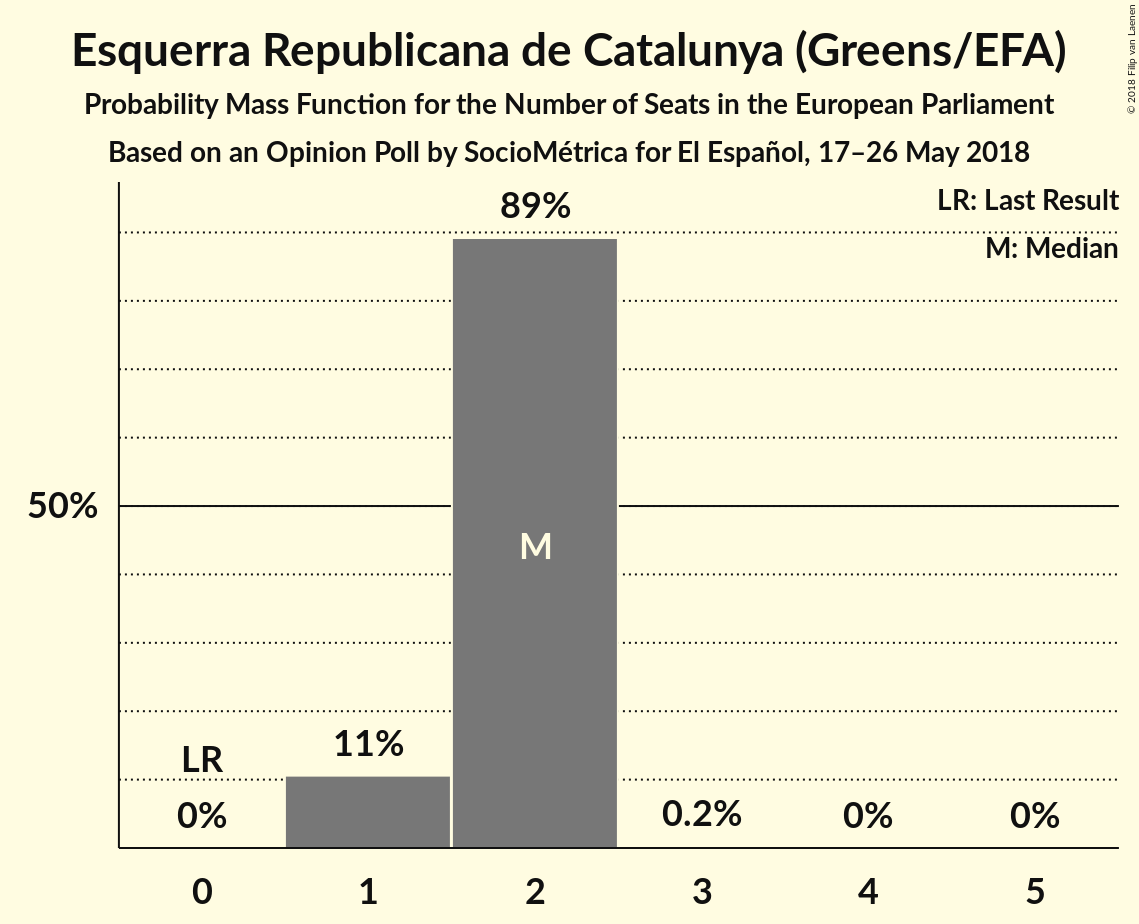 Esquerra Republicana de Catalunya (Greens/EFA)
Probability Mass Function for the Number of Seats in the European Parliament
Based on an Opinion Poll by SocioMétrica for El Español, 17–26 May 2018
© 2018 Filip van Laenen
LR: Last Result
M: Median
89%
50%
M
LR
11%
0%
0.2%
0%
0%
0 1 2 3 4 5